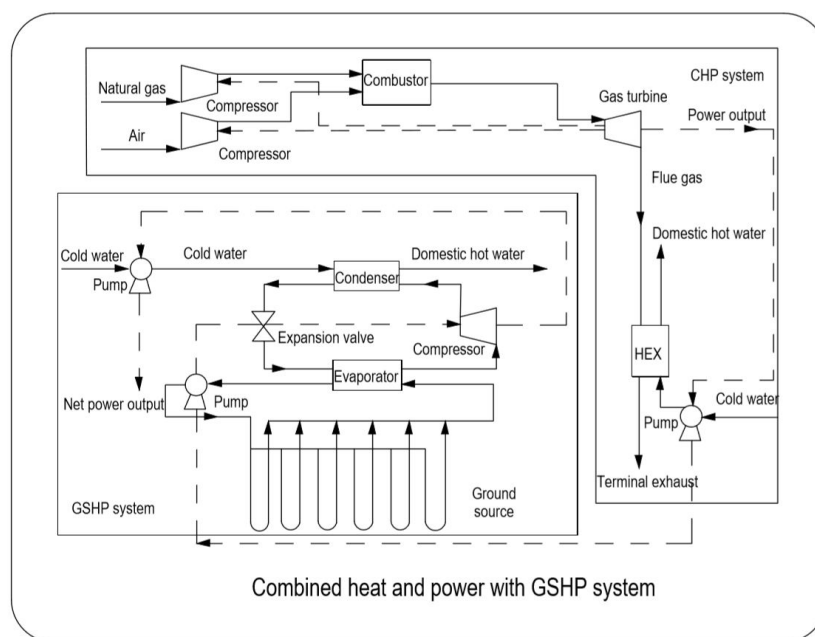 Natural gas
Compressor
Combustor
CHP system
Gas turbine
Power output
Air
Compressor
Flue gas
Domestic hot water
Cold water
Cold water
Domestic hot water
Pump
Condenser
Expansion valve
Compressor
HEX
Evaporator
Net power output
Pump
Cold water
Pump
Terminal exhaust
GSHP system
Ground
source
Combined heat and power with GSHP system